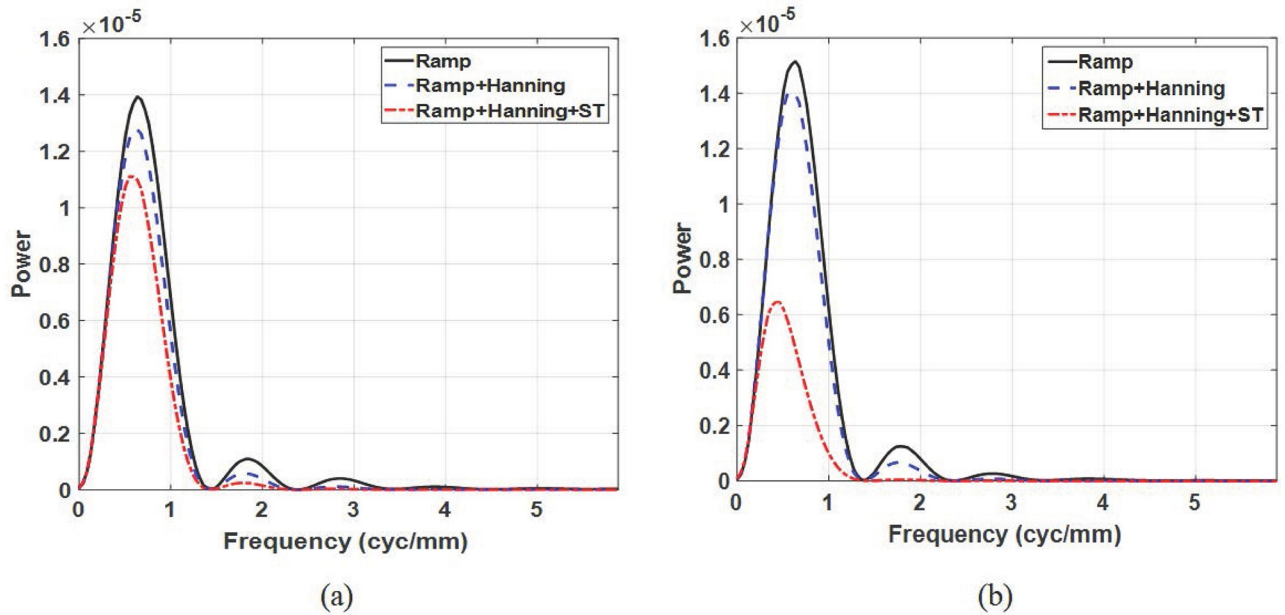 ×10⁻⁵
1.6
1.4
1.2
1
0.8
0.6
0.4
0.2
0
Power
0 1 2 3 4 5
Frequency (cyc/mm)
Ramp
Ramp+Hanning
Ramp+Hanning+ST
(a)
×10⁻⁵
1.6
1.4
1.2
1
0.8
0.6
0.4
0.2
0
Power
0 1 2 3 4 5
Frequency (cyc/mm)
Ramp
Ramp+Hanning
Ramp+Hanning+ST
(b)